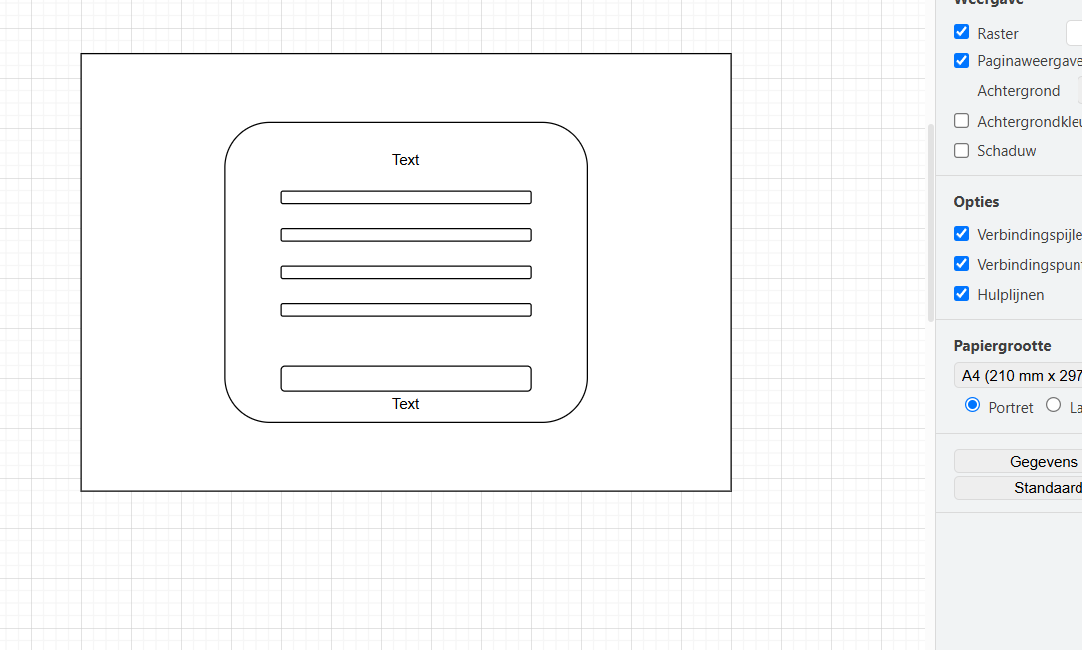 Text
Text
Weergave
Raster
Paginaweergave
Achtergrond
Achtergrondkleu
Schaduw
Opties
Verbindingspijle
Verbindingspun
Hulplijnen
Papiergrootte
A4 (210 mm x 297
Portret La
Gegevens
Standaard